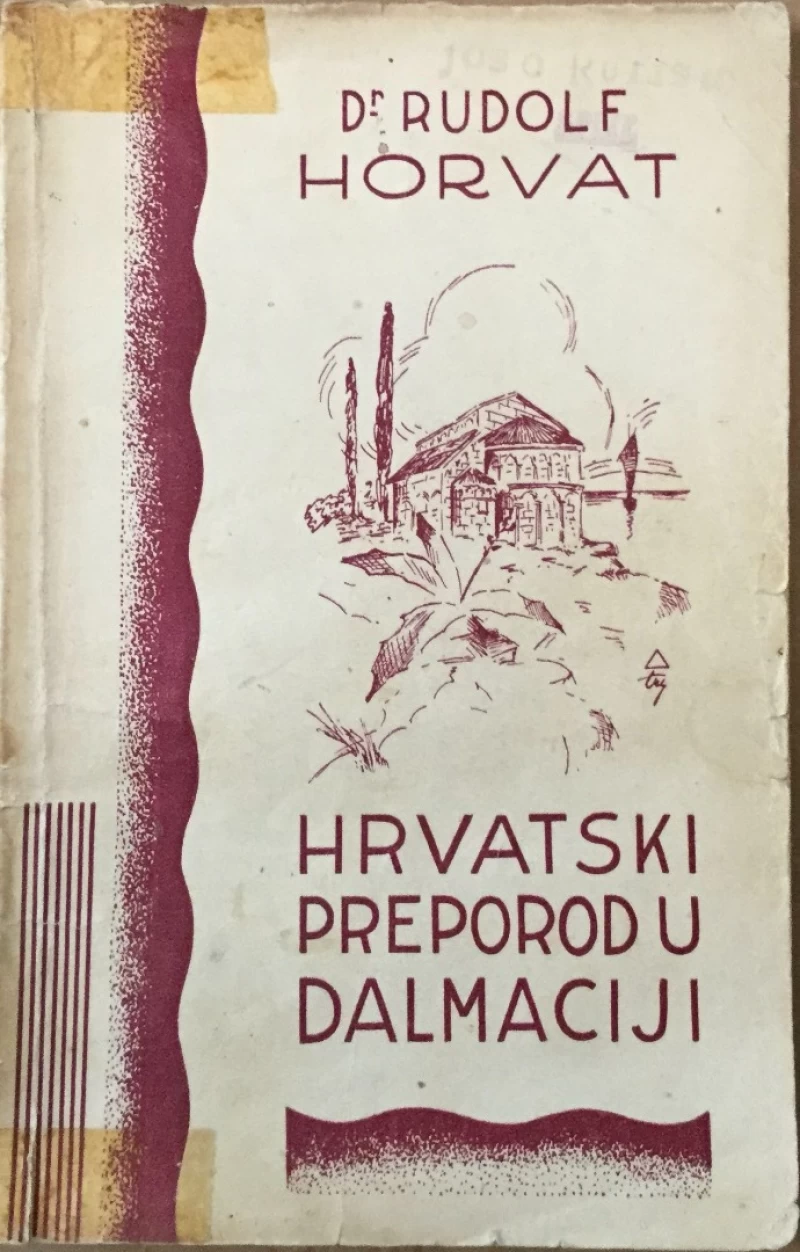 Dr RUDOLF
HORVAT
HRVATSKI
PREPOROD U
DALMACIJI